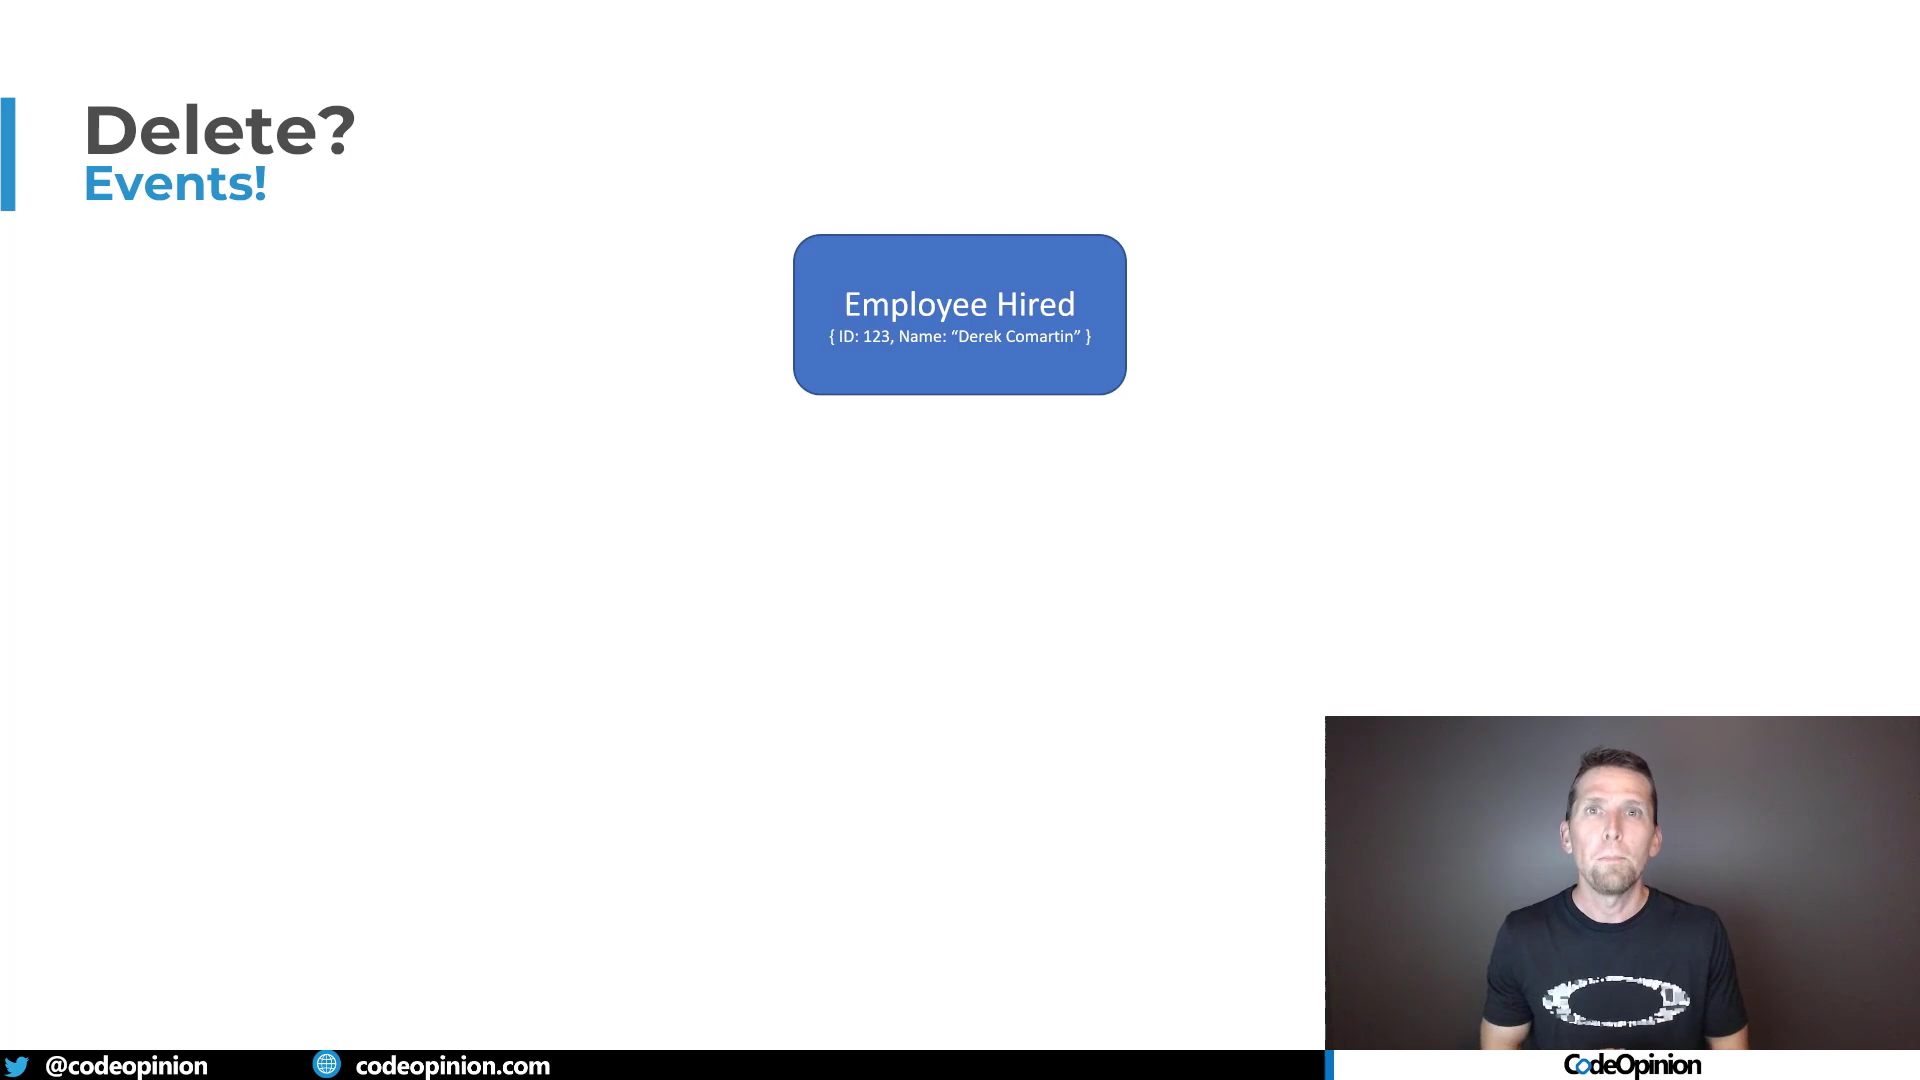 Delete?
Events!
Employee Hired
{ ID: 123, Name: “Derek Comartin” }
@codeopinion
codeopinion.com
CodeOpinion